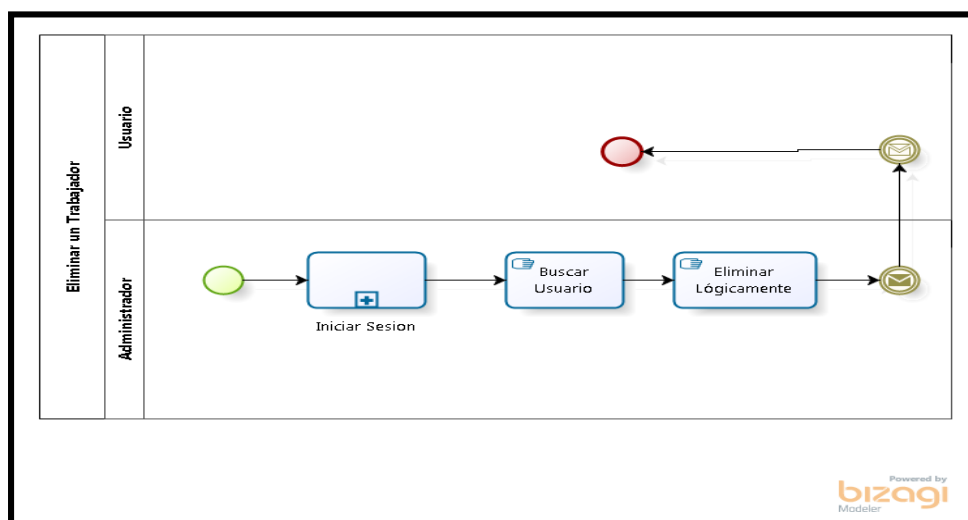 Eliminar un Trabajador
Usuario
Administrador
Iniciar Sesion
Buscar
Usuario
Eliminar
Lógicamente
Powered by
bizagi
Modeler